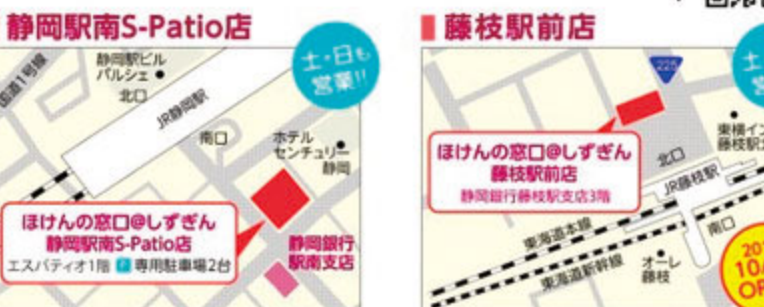 静岡駅南S-Patio店
土・日も
営業!!
静岡駅ビル
パルシェ
国道1号線
北口
JR静岡駅
南口
ホテル
センチュリー
静岡
ほけんの窓口@しずぎん
静岡駅南S-Patio店
エスパティオ1階 P 専用駐車場2台
静岡銀行
駅南支店
藤枝駅前店
225
土
営
東横イン
藤枝駅北
北口
ほけんの窓口@しずぎん
藤枝駅前店
静岡銀行藤枝駅支店3階
JR藤枝駅
南口
東海道本線
東海道新幹線
オーレ
藤枝
20
10/
OP